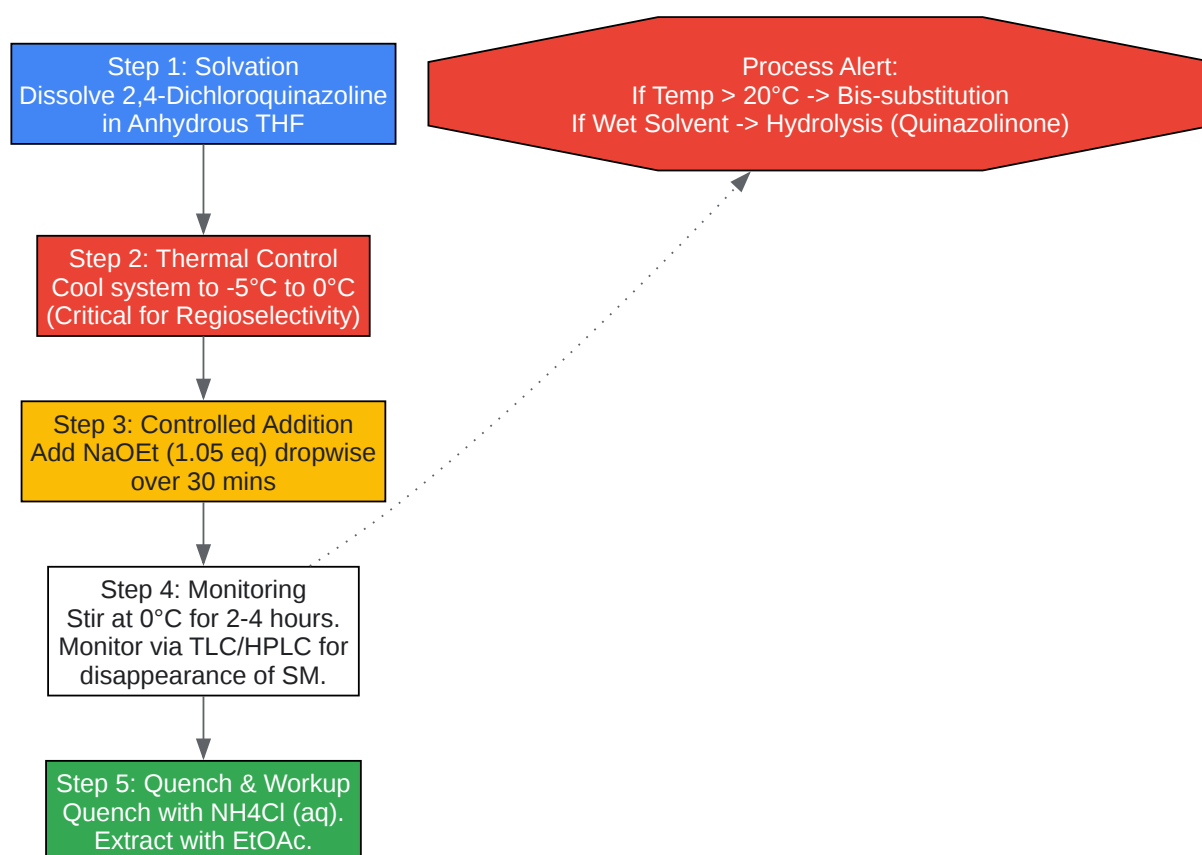 Step 1: Solvation
Dissolve 2,4-Dichloroquinazoline
in Anhydrous THF
Process Alert:
If Temp > 20°C -> Bis-substitution
If Wet Solvent -> Hydrolysis (Quinazolinone)
Step 2: Thermal Control
Cool system to -5°C to 0°C
(Critical for Regioselectivity)
Step 3: Controlled Addition
Add NaOEt (1.05 eq) dropwise
over 30 mins
Step 4: Monitoring
Stir at 0°C for 2-4 hours.
Monitor via TLC/HPLC for
disappearance of SM.
Step 5: Quench & Workup
Quench with NH4Cl (aq).
Extract with EtOAc.